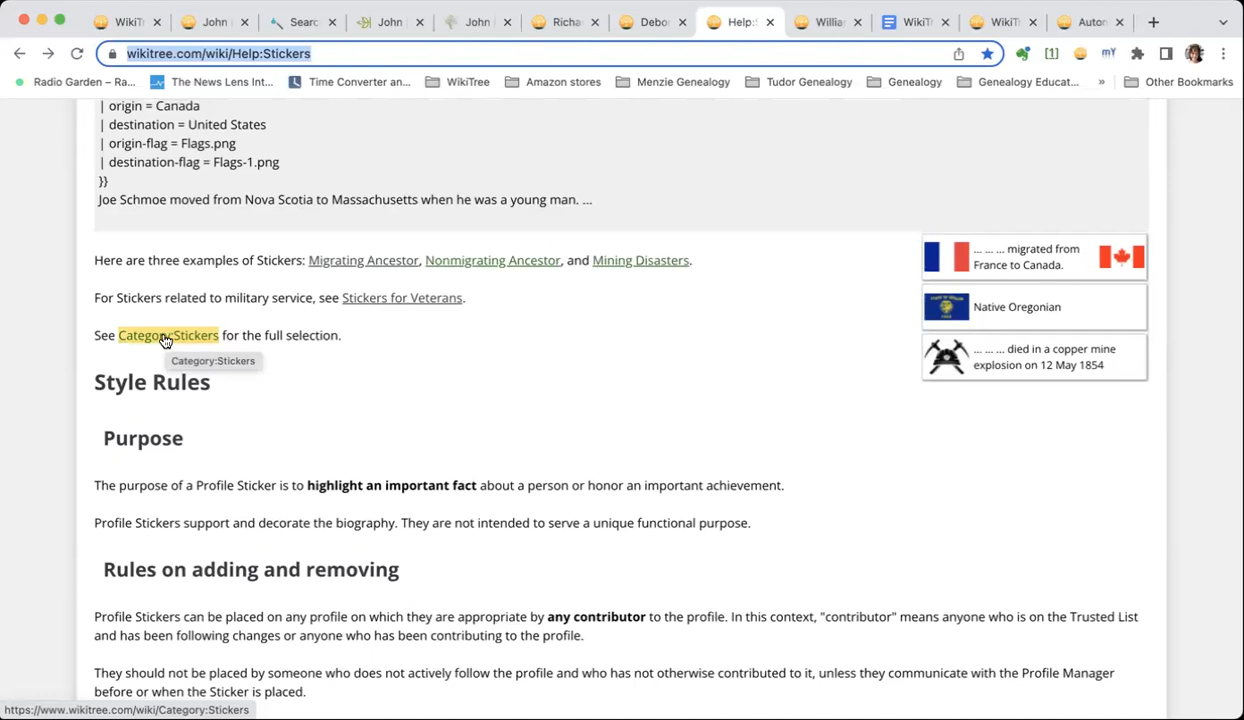 WikiT
John
Searc
John
John
Richa
Debor
Help:S
Willia
WikiT
WikiT
Auton
wikitree.com/wiki/Help:Stickers
Radio Garden – Ra...
The News Lens Int...
Time Converter an...
WikiTree
Amazon stores
Menzie Genealogy
Tudor Genealogy
Genealogy
Genealogy Educat...
»
Other Bookmarks
| origin = Canada
| destination = United States
| origin-flag = Flags.png
| destination-flag = Flags-1.png
}}
Joe Schmoe moved from Nova Scotia to Massachusetts when he was a young man. ...
... ... ... migrated from
France to Canada.
Here are three examples of Stickers: Migrating Ancestor, Nonmigrating Ancestor, and Mining Disasters.
For Stickers related to military service, see Stickers for Veterans.
Native Oregonian
See Category:Stickers for the full selection.
... ... ... died in a copper mine
explosion on 12 May 1854
Category:Stickers
Style Rules
Purpose
The purpose of a Profile Sticker is to highlight an important fact about a person or honor an important achievement.
Profile Stickers support and decorate the biography. They are not intended to serve a unique functional purpose.
Rules on adding and removing
Profile Stickers can be placed on any profile on which they are appropriate by any contributor to the profile. In this context, "contributor" means anyone who is on the Trusted List
and has been following changes or anyone who has been contributing to the profile.
They should not be placed by someone who does not actively follow the profile and who has not otherwise contributed to it, unless they communicate with the Profile Manager
before or when the Sticker is placed.
https://www.wikitree.com/wiki/Category:Stickers